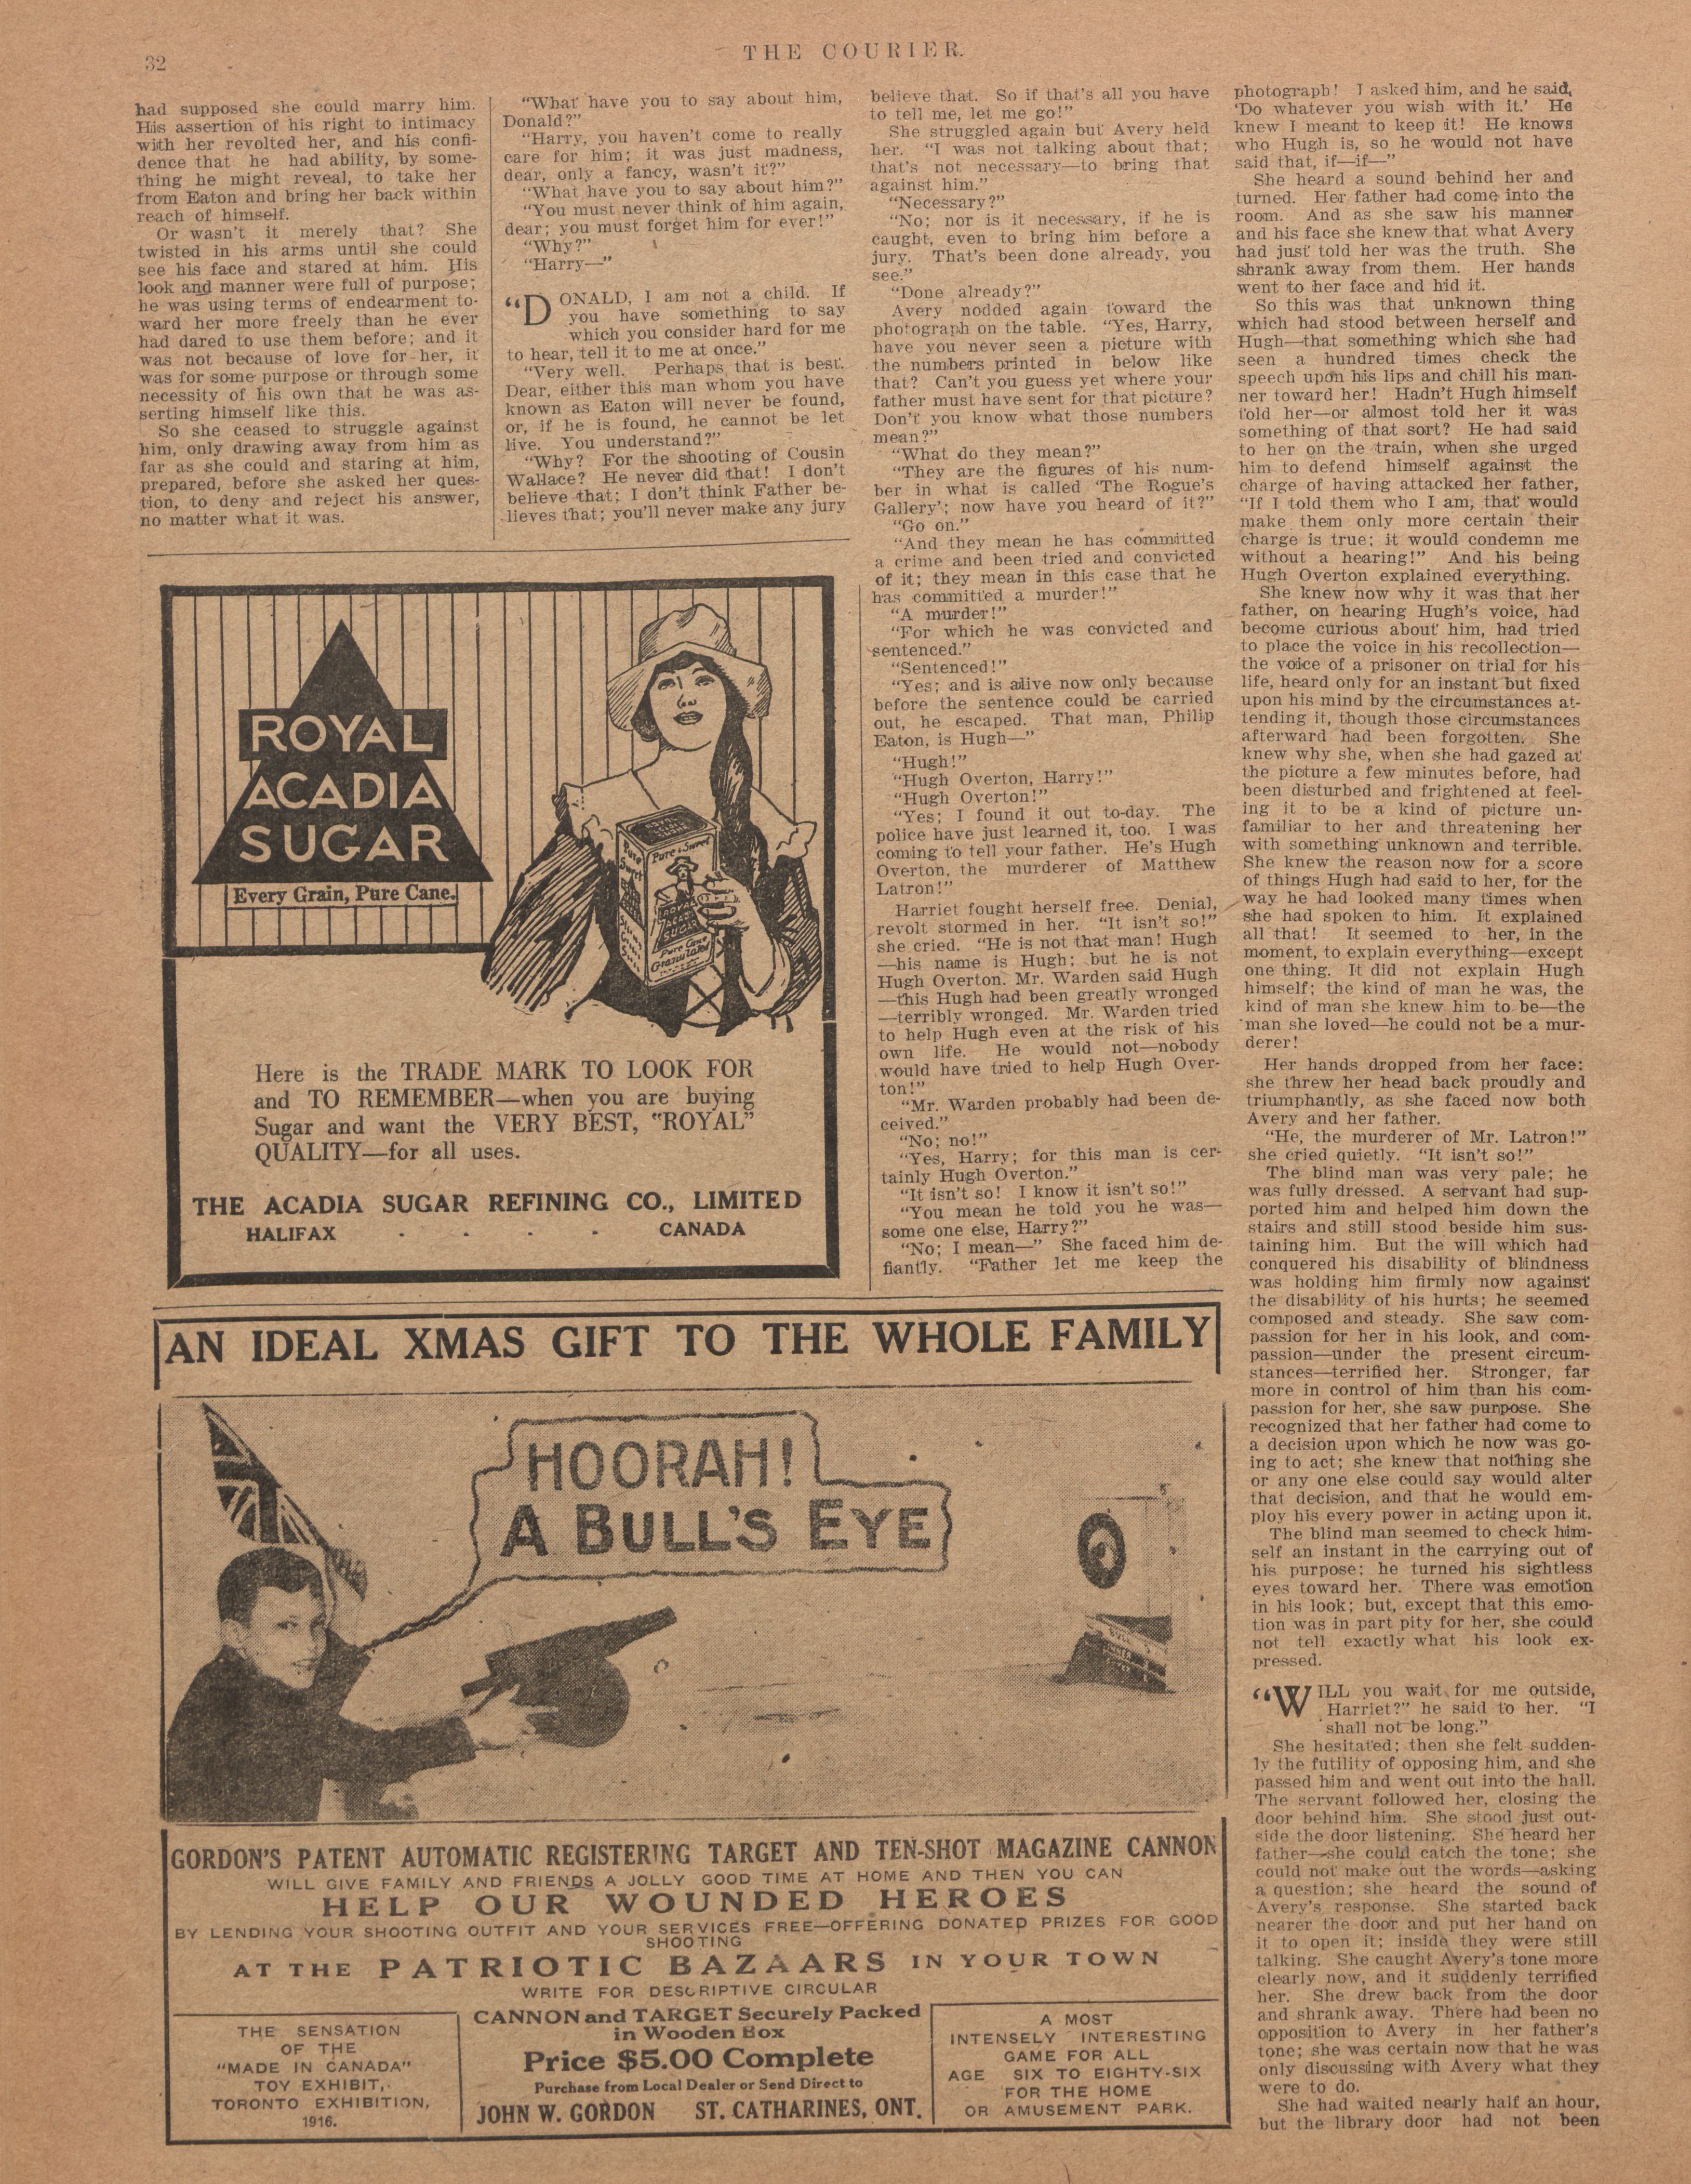 32
THE COURIER.
had supposed she could marry him.
His assertion of his right to intimacy
with her revolted her, and his confi-
dence that he had ability, by some-
thing he might reveal, to take her
from Eaton and bring her back within
reach of himself.
Or wasn't it merely that? She
twisted in his arms until she could
see his face and stared at him. His
look and manner were full of purpose;
he was using terms of endearment to-
ward her more freely than he ever
had dared to use them before; and it
was not because of love for her, it
was for some purpose or through some
necessity of his own that he was as-
serting himself like this.
So she ceased to struggle against
him, only drawing away from him as
far as she could and staring at him,
prepared, before she asked her ques-
tion, to deny and reject his answer,
no matter what it was.
"What have you to say about him,
Donald?"
"Harry, you haven't come to really
care for him; it was just madness,
dear, only a fancy, wasn't it?"
"What have you to say about him?"
"You must never think of him again,
dear; you must forget him for ever!"
"Why?"
"Harry—"
"DONALD, I am not a child. If
you have something to say
which you consider hard for me
to hear, tell it to me at once."
"Very well. Perhaps that is best.
Dear, either this man whom you have
known as Eaton will never be found,
or, if he is found, he cannot be let
live. You understand?"
"Why? For the shooting of Cousin
Wallace? He never did that! I don't
believe that; I don't think Father be-
lieves that; you'll never make any jury
believe that. So if that's all you have
to tell me, let me go!"
She struggled again but Avery held
her. "I was not talking about that;
that's not necessary—to bring that
against him."
"Necessary?"
"No; nor is it necessary, if he is
caught, even to bring him before a
jury. That's been done already, you
see."
"Done already?"
Avery nodded again toward the
photograph on the table. "Yes, Harry,
have you never seen a picture with
the numbers printed in below like
that? Can't you guess yet where your
father must have sent for that picture?
Don't you know what those numbers
mean?"
"What do they mean?"
"They are the figures of his num-
ber in what is called 'The Rogue's
Gallery'; now have you heard of it?"
"Go on."
"And they mean he has committed
a crime and been tried and convicted
of it; they mean in this case that he
has committed a murder!"
"A murder!"
"For which he was convicted and
sentenced."
"Sentenced!"
"Yes; and is alive now only because
before the sentence could be carried
out, he escaped. That man, Philip
Eaton, is Hugh—"
"Hugh!"
"Hugh Overton, Harry!"
"Hugh Overton!"
"Yes; I found it out to-day. The
police have just learned it, too. I was
coming to tell your father. He's Hugh
Overton, the murderer of Matthew
Latron!"
Harriet fought herself free. Denial,
revolt stormed in her. "It isn't so!"
she cried. "He is not that man! Hugh
—his name is Hugh; but he is not
Hugh Overton. Mr. Warden said Hugh
—this Hugh had been greatly wronged
—terribly wronged. Mr. Warden tried
to help Hugh even at the risk of his
own life. He would not—nobody
would have tried to help Hugh Over-
ton!"
"Mr. Warden probably had been de-
ceived."
"No; no!"
"Yes, Harry; for this man is cer-
tainly Hugh Overton."
"It isn't so! I know it isn't so!"
"You mean he told you he was—
some one else, Harry?"
"No; I mean—" She faced him de-
fiantly. "Father let me keep the
photograph! I asked him, and he said,
'Do whatever you wish with it.' He
knew I meant to keep it! He knows
who Hugh is, so he would not have
said that, if—if—"
She heard a sound behind her and
turned. Her father had come into the
room. And as she saw his manner
and his face she knew that what Avery
had just told her was the truth. She
shrank away from them. Her hands
went to her face and hid it.
So this was that unknown thing
which had stood between herself and
Hugh—that something which she had
seen a hundred times check the
speech upon his lips and chill his man-
ner toward her! Hadn't Hugh himself
told her—or almost told her it was
something of that sort? He had said
to her on the train, when she urged
him to defend himself against the
charge of having attacked her father,
"If I told them who I am, that would
make them only more certain their
charge is true; it would condemn me
without a hearing!" And his being
Hugh Overton explained everything.
She knew now why it was that her
father, on hearing Hugh's voice, had
become curious about him, had tried
to place the voice in his recollection—
the voice of a prisoner on trial for his
life, heard only for an instant but fixed
upon his mind by the circumstances at-
tending it, though those circumstances
afterward had been forgotten. She
knew why she, when she had gazed at
the picture a few minutes before, had
been disturbed and frightened at feel-
ing it to be a kind of picture un-
familiar to her and threatening her
with something unknown and terrible.
She knew the reason now for a score
of things Hugh had said to her, for the
way he had looked many times when
she had spoken to him. It explained
all that! It seemed to her, in the
moment, to explain everything—except
one thing. It did not explain Hugh
himself; the kind of man he was, the
kind of man she knew him to be—the
man she loved—he could not be a mur-
derer!
Her hands dropped from her face;
she threw her head back proudly and
triumphantly, as she faced now both
Avery and her father.
"He, the murderer of Mr. Latron!"
she cried quietly. "It isn't so!"
The blind man was very pale; he
was fully dressed. A servant had sup-
ported him and helped him down the
stairs and still stood beside him sus-
taining him. But the will which had
conquered his disability of blindness
was holding him firmly now against
the disability of his hurts; he seemed
composed and steady. She saw com-
passion for her in his look, and com-
passion—under the present circum-
stances—terrified her. Stronger, far
more in control of him than his com-
passion for her, she saw purpose. She
recognized that her father had come to
a decision upon which he now was go-
ing to act; she knew that nothing she
or any one else could say would alter
that decision, and that he would em-
ploy his every power in acting upon it.
The blind man seemed to check him-
self an instant in the carrying out of
his purpose; he turned his sightless
eyes toward her. There was emotion
in his look; but, except that this emo-
tion was in part pity for her, she could
not tell exactly what his look ex-
pressed.
"WILL you wait for me outside,
Harriet?" he said to her. "I
shall not be long."
She hesitated; then she felt sudden-
ly the futility of opposing him, and she
passed him and went out into the hall.
The servant followed her, closing the
door behind him. She stood just out-
side the door listening. She heard her
father—she could catch the tone; she
could not make out the words—asking
a question; she heard the sound of
Avery's response. She started back
nearer the door and put her hand on
it to open it; inside they were still
talking. She caught Avery's tone more
clearly now, and it suddenly terrified
her. She drew back from the door
and shrank away. There had been no
opposition to Avery in her father's
tone; she was certain now that he was
only discussing with Avery what they
were to do.
She had waited nearly half an hour,
but the library door had not been
ROYAL
ACADIA
SUGAR
Every Grain, Pure Cane.
Pure & Sweet
ROYAL
ACADIA
SUGAR
Pure Cane
Granulated
Here is the TRADE MARK TO LOOK FOR
and TO REMEMBER—when you are buying
Sugar and want the VERY BEST, "ROYAL"
QUALITY—for all uses.
THE ACADIA SUGAR REFINING CO., LIMITED
HALIFAX - - - - CANADA
AN IDEAL XMAS GIFT TO THE WHOLE FAMILY
HOORAH!
A BULL'S EYE
GORDON'S PATENT AUTOMATIC REGISTERING TARGET AND TEN-SHOT MAGAZINE CANNON
WILL GIVE FAMILY AND FRIENDS A JOLLY GOOD TIME AT HOME AND THEN YOU CAN
HELP OUR WOUNDED HEROES
BY LENDING YOUR SHOOTING OUTFIT AND YOUR SERVICES FREE—OFFERING DONATED PRIZES FOR GOOD
SHOOTING
AT THE PATRIOTIC BAZAARS IN YOUR TOWN
WRITE FOR DESCRIPTIVE CIRCULAR
THE SENSATION
OF THE
"MADE IN CANADA"
TOY EXHIBIT,
TORONTO EXHIBITION,
1916.
CANNON and TARGET Securely Packed
in Wooden Box
Price $5.00 Complete
Purchase from Local Dealer or Send Direct to
JOHN W. GORDON ST. CATHARINES, ONT.
A MOST
INTENSELY INTERESTING
GAME FOR ALL
AGE SIX TO EIGHTY-SIX
FOR THE HOME
OR AMUSEMENT PARK.